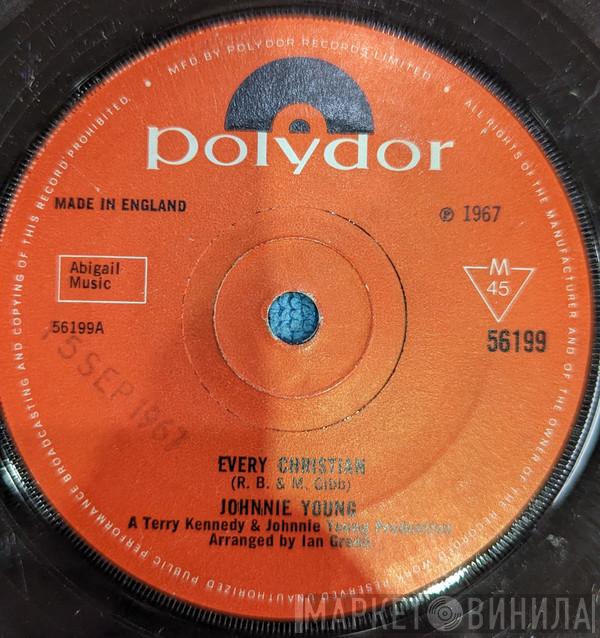 MFD. BY POLYDOR RECORDS LIMITED. • ALL RIGHTS OF THE MANUFACTURER AND OF THE OWNER OF THE RECORDED WORK RESERVED • UNAUTHORIZED PUBLIC PERFORMANCE BROADCASTING AND COPYING OF THIS RECORD PROHIBITED.
polydor
MADE IN ENGLAND
℗ 1967
Abigail
Music
M
45
56199A
56199
5 SEP 1967
EVERY CHRISTIAN
(R. B. & M. GIBB)
JOHNNIE YOUNG
A Terry Kennedy & Johnnie Young Production
Arranged by Ian
МАРКЕТ ВИНИЛА